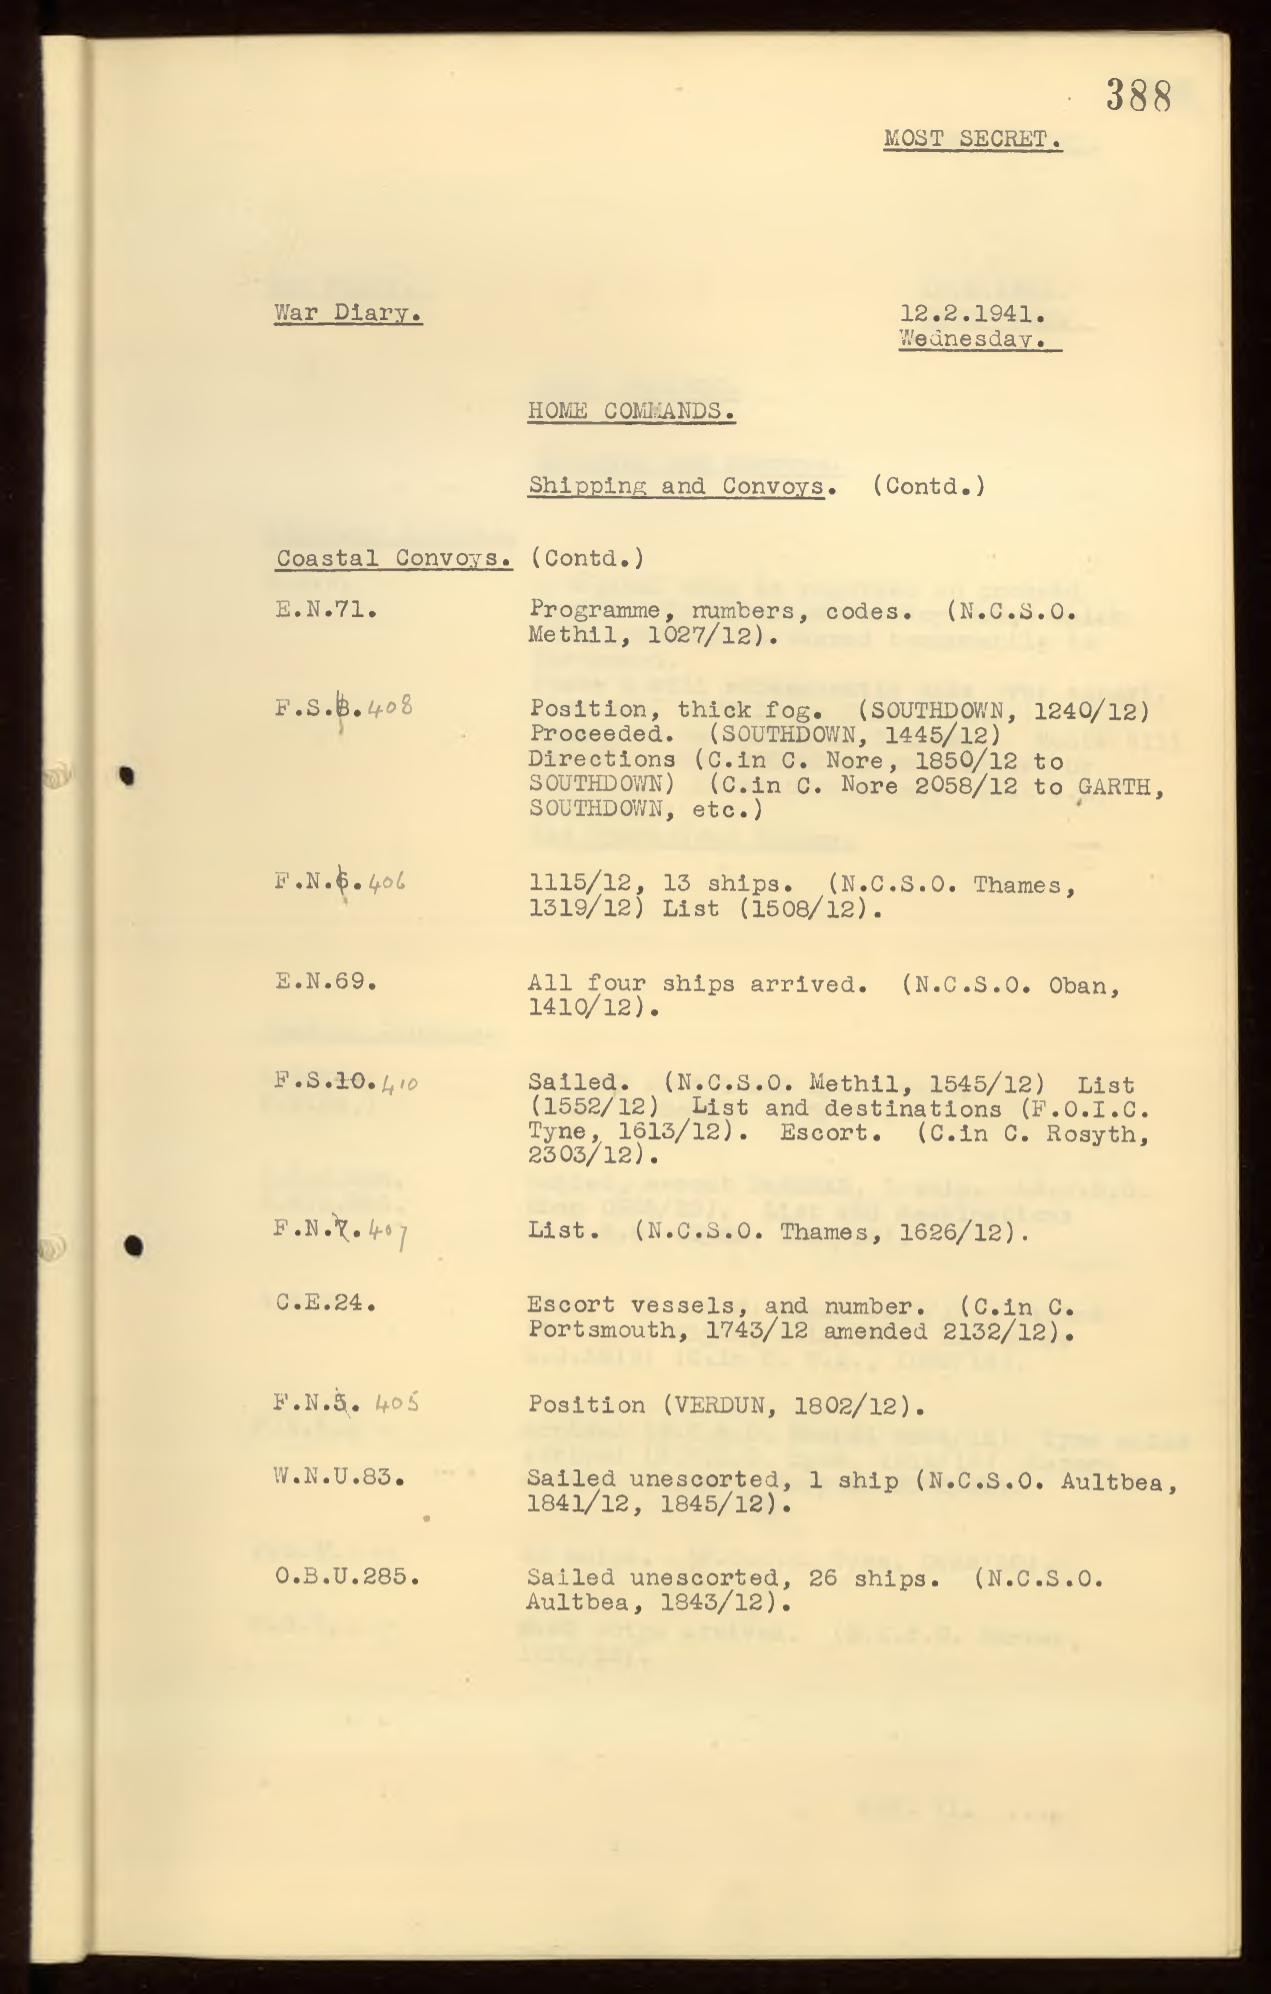 388
MOST SECRET.
War Diary.
12.2.1941.
Wednesday.
HOME COMMANDS.
Shipping and Convoys. (Contd.)
Coastal Convoys. (Contd.)
E.N.71. Programme, numbers, codes. (N.C.S.O.
Methil, 1027/12).
F.S.8. 408 Position, thick fog. (SOUTHDOWN, 1240/12)
Proceeded. (SOUTHDOWN, 1445/12)
Directions (C.in C. Nore, 1850/12 to
SOUTHDOWN) (C.in C. Nore 2058/12 to GARTH,
SOUTHDOWN, etc.)
F.N.6. 406 1115/12, 13 ships. (N.C.S.O. Thames,
1319/12) List (1508/12).
E.N.69. All four ships arrived. (N.C.S.O. Oban,
1410/12).
F.S.10. 410 Sailed. (N.C.S.O. Methil, 1545/12) List
(1552/12) List and destinations (F.O.I.C.
Tyne, 1613/12). Escort. (C.in C. Rosyth,
2303/12).
F.N.7. 407 List. (N.C.S.O. Thames, 1626/12).
C.E.24. Escort vessels, and number. (C.in C.
Portsmouth, 1743/12 amended 2132/12).
F.N.5. 405 Position (VERDUN, 1802/12).
W.N.U.83. Sailed unescorted, 1 ship (N.C.S.O. Aultbea,
1841/12, 1845/12).
O.B.U.285. Sailed unescorted, 26 ships. (N.C.S.O.
Aultbea, 1843/12).